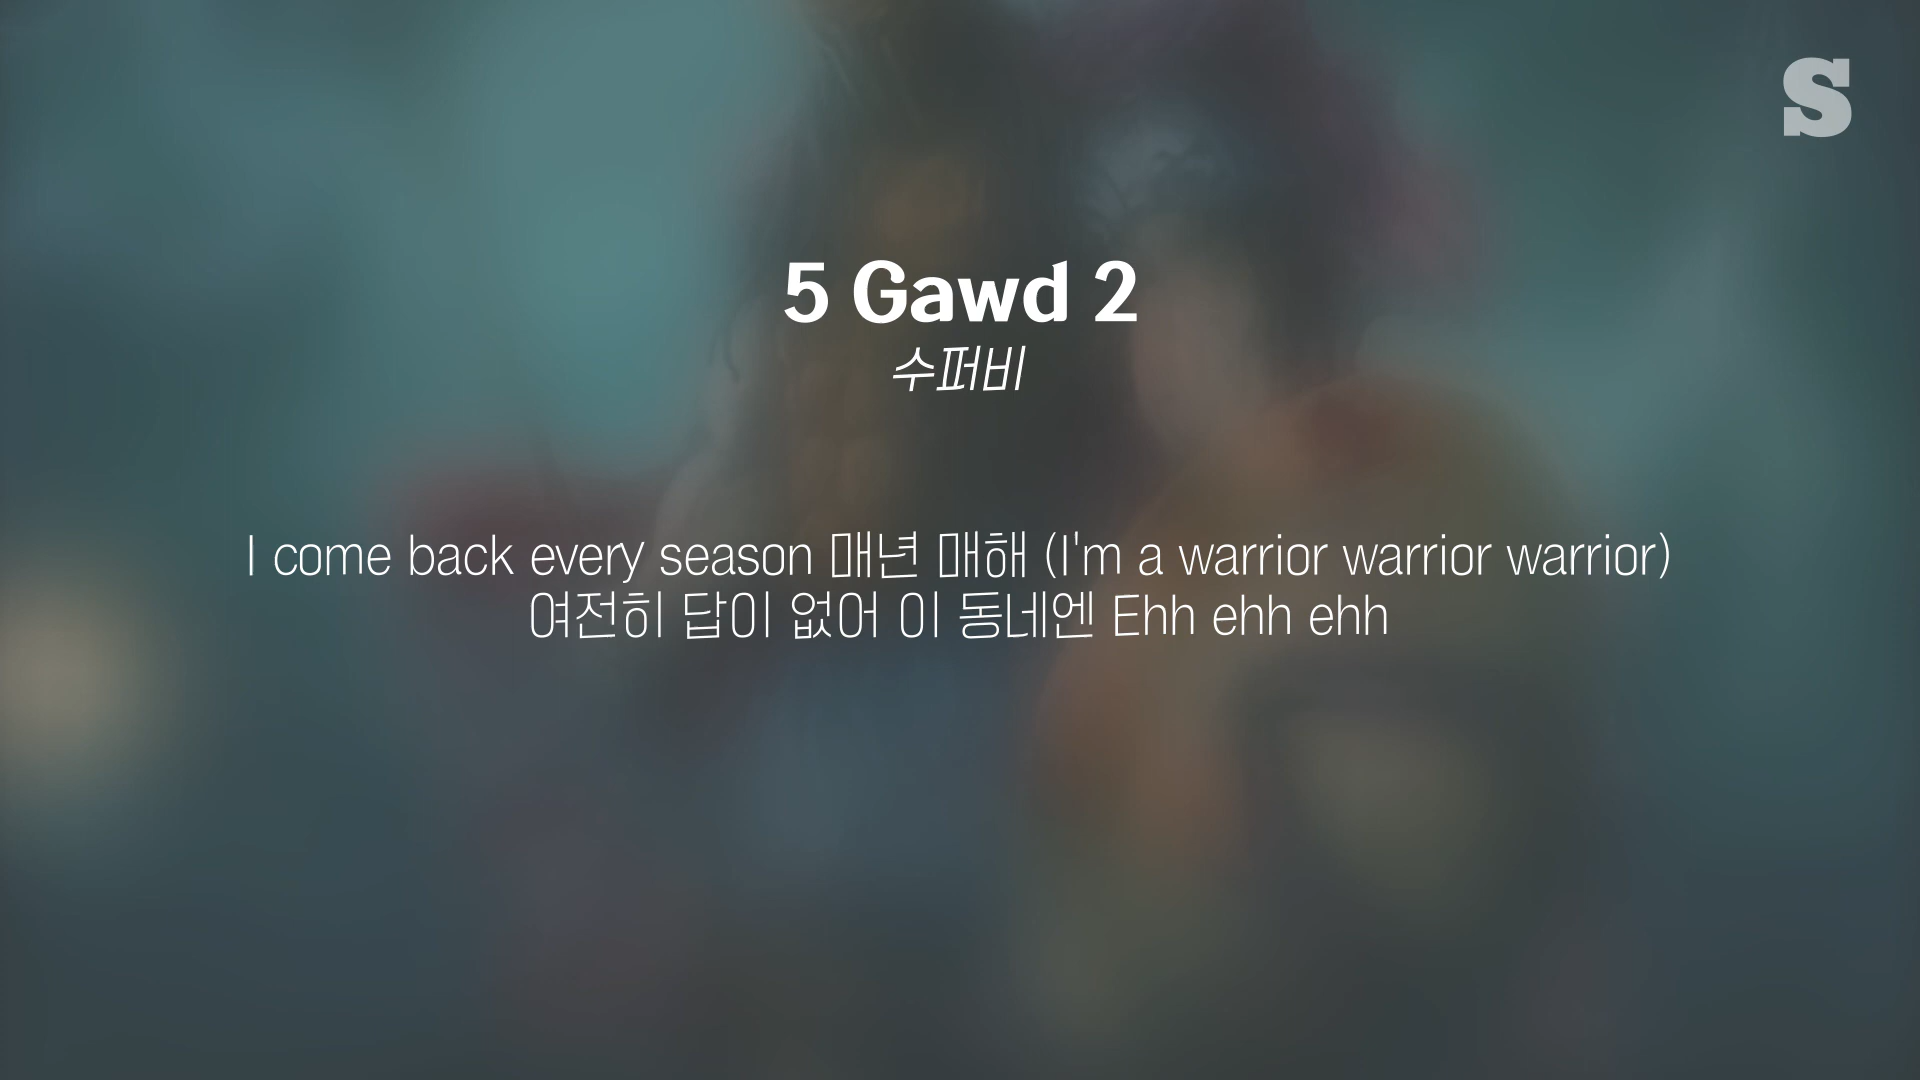 S
5 Gawd 2
수퍼비
I come back every season 매년 매해 (I'm a warrior warrior warrior)
여전히 답이 없어 이 동네엔 Ehh ehh ehh